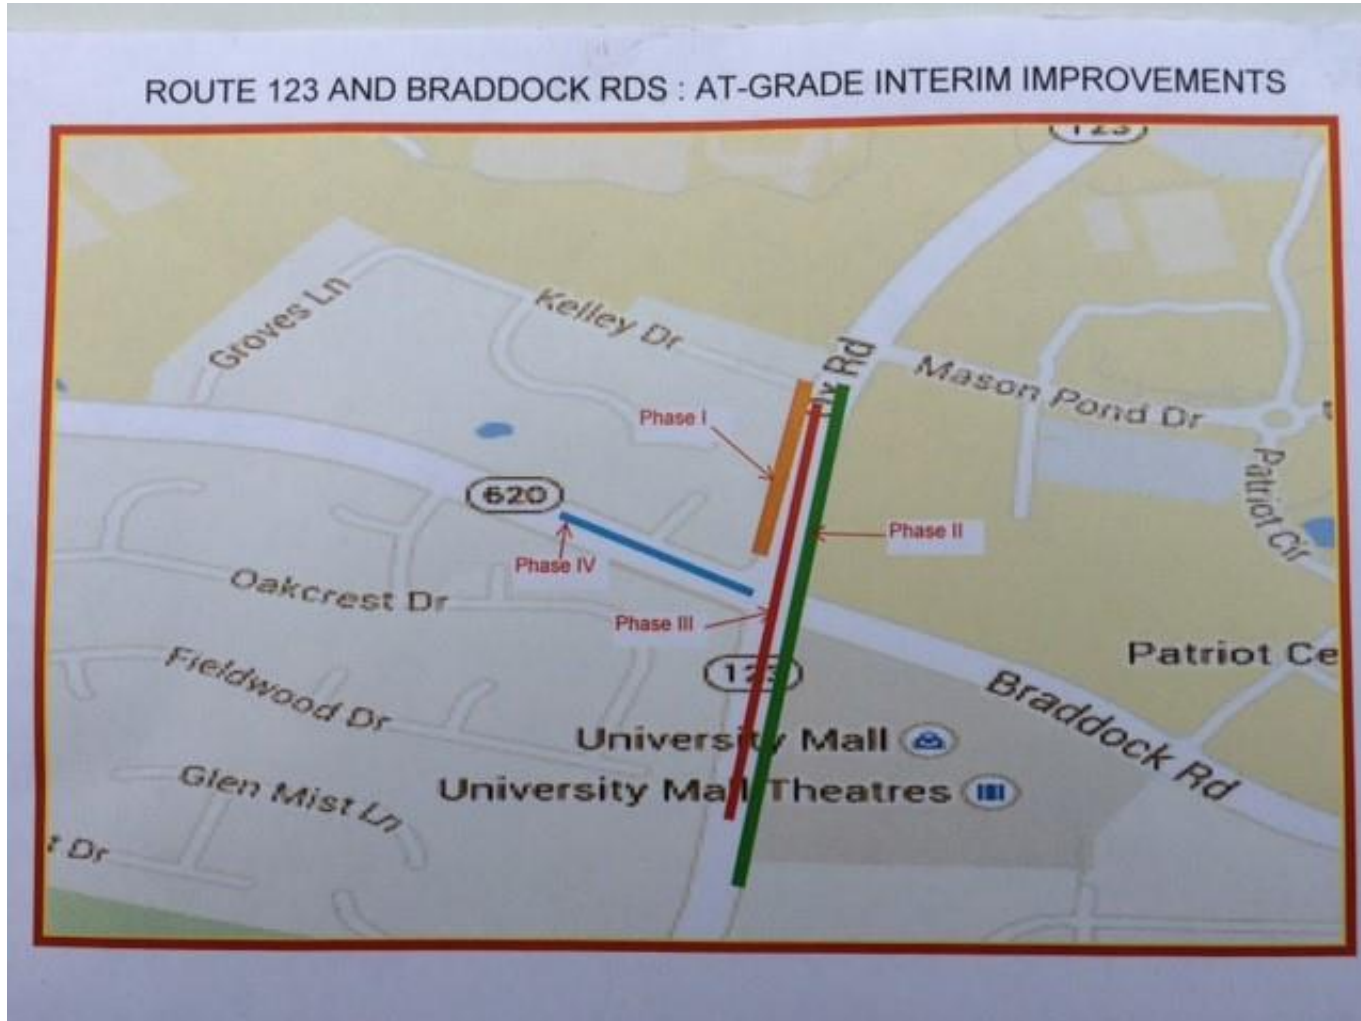 ROUTE 123 AND BRADDOCK RDS : AT-GRADE INTERIM IMPROVEMENTS
123
Groves Ln
Kelley Dr
Rd
Mason Pond Dr
Phase I
Patriot Cir
620
Phase II
Phase IV
Oakcrest Dr
Phase III
Patriot Ce
123
Fieldwood Dr
Braddock Rd
University Mall
University Mall Theatres
Glen Mist Ln
t Dr